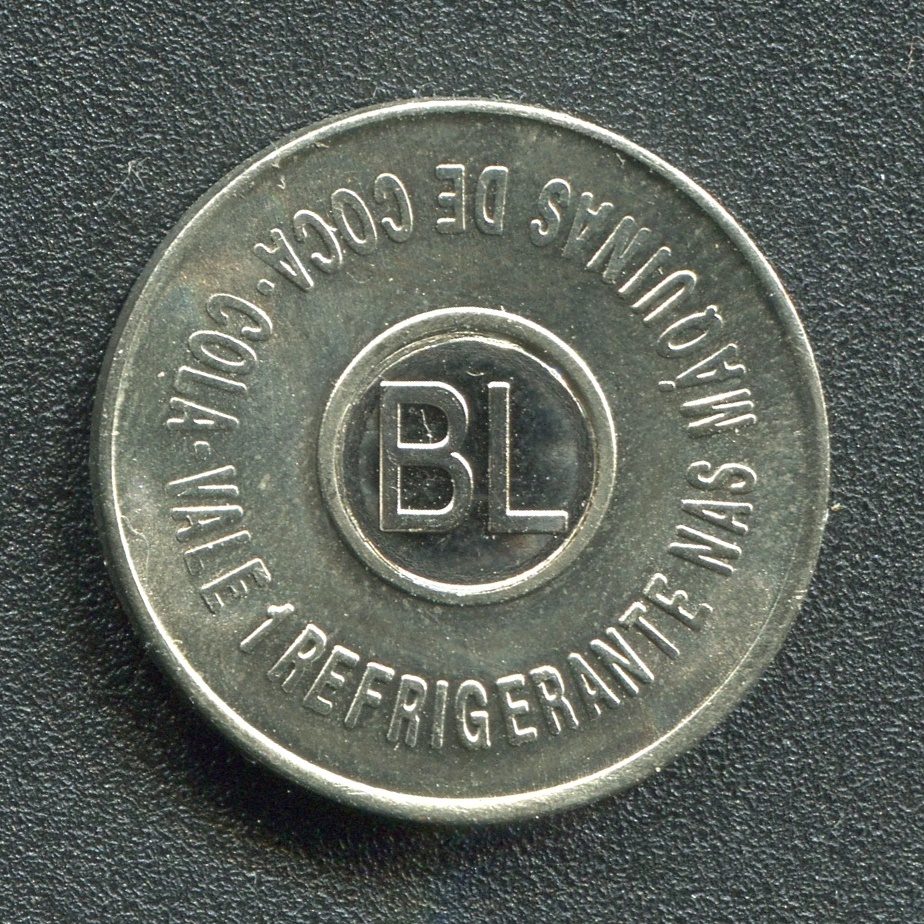 VALE 1 REFRIGERANTE NAS MÁQUINAS DE COCA · COLA ·
BL